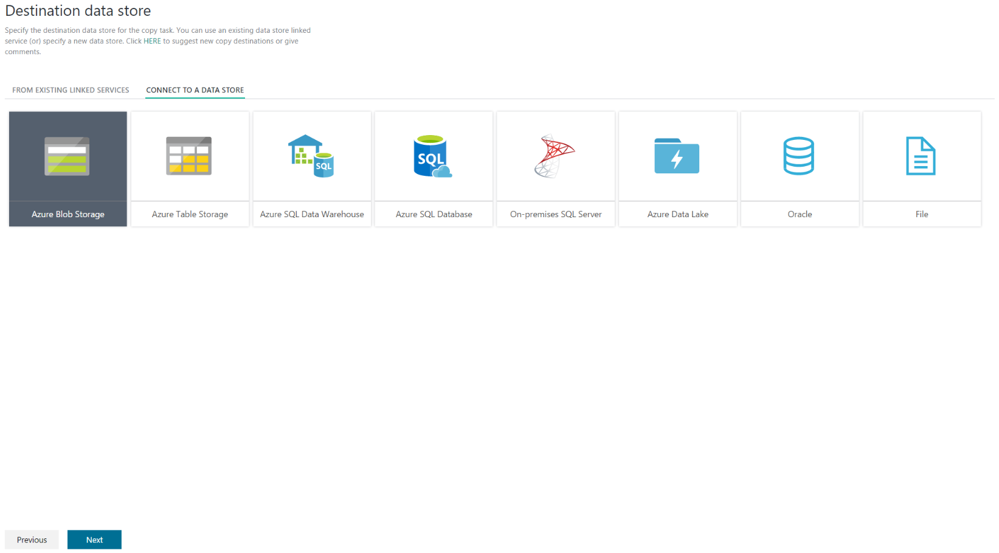 Destination data store
Specify the destination data store for the copy task. You can use an existing data store linked
service (or) specify a new data store. Click HERE to suggest new copy destinations or give
comments.
FROM EXISTING LINKED SERVICES
CONNECT TO A DATA STORE
SQL
SQL
Azure Blob Storage
Azure Table Storage
Azure SQL Data Warehouse
Azure SQL Database
On-premises SQL Server
Azure Data Lake
Oracle
File
Previous
Next